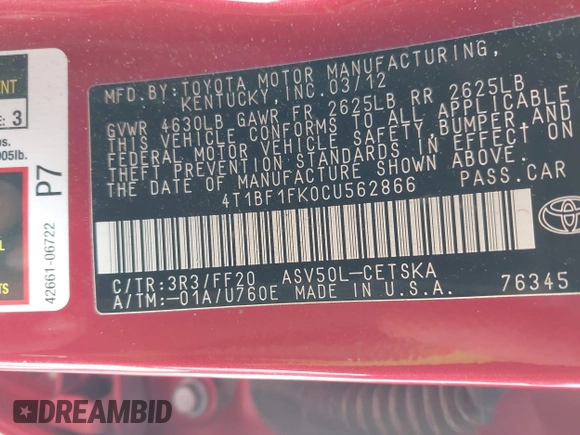 MFD.BY:TOYOTA MOTOR MANUFACTURING,
KENTUCKY,INC.03/12
GVWR 4630LB GAWR FR 2625LB RR 2625LB
THIS VEHICLE CONFORMS TO ALL APPLICABLE
FEDERAL MOTOR VEHICLE SAFETY,BUMPER AND
THEFT PREVENTION STANDARDS IN EFFECT ON
THE DATE OF MANUFACTURE SHOWN ABOVE.
4T1BF1FK0CU562866 PASS.CAR
C/TR:3R3/FF20 ASV50L-CETSKA
A/TM:-01A/U760E MADE IN U.S.A. 76345
3
P7
42661-06722
DREAMBID